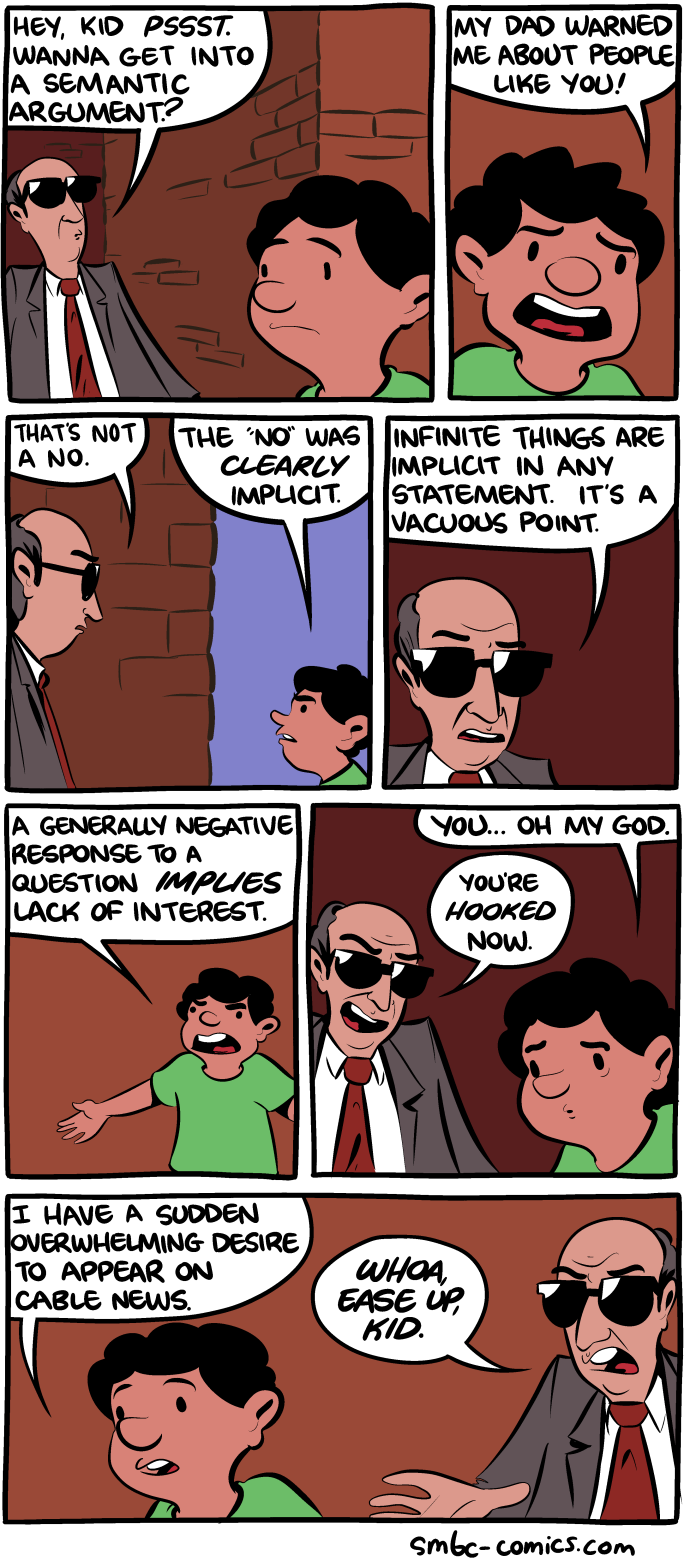 HEY, KID PSSST.
WANNA GET INTO
A SEMANTIC
ARGUMENT?
MY DAD WARNED
ME ABOUT PEOPLE
LIKE YOU!
THAT'S NOT
A NO.
THE "NO" WAS
CLEARLY
IMPLICIT.
INFINITE THINGS ARE
IMPLICIT IN ANY
STATEMENT. IT'S A
VACUOUS POINT.
A GENERALLY NEGATIVE
RESPONSE TO A
QUESTION IMPLIES
LACK OF INTEREST.
YOU'RE
HOOKED
NOW.
YOU... OH MY GOD.
I HAVE A SUDDEN
OVERWHELMING DESIRE
TO APPEAR ON
CABLE NEWS.
WHOA,
EASE UP,
KID.
smbc-comics.com